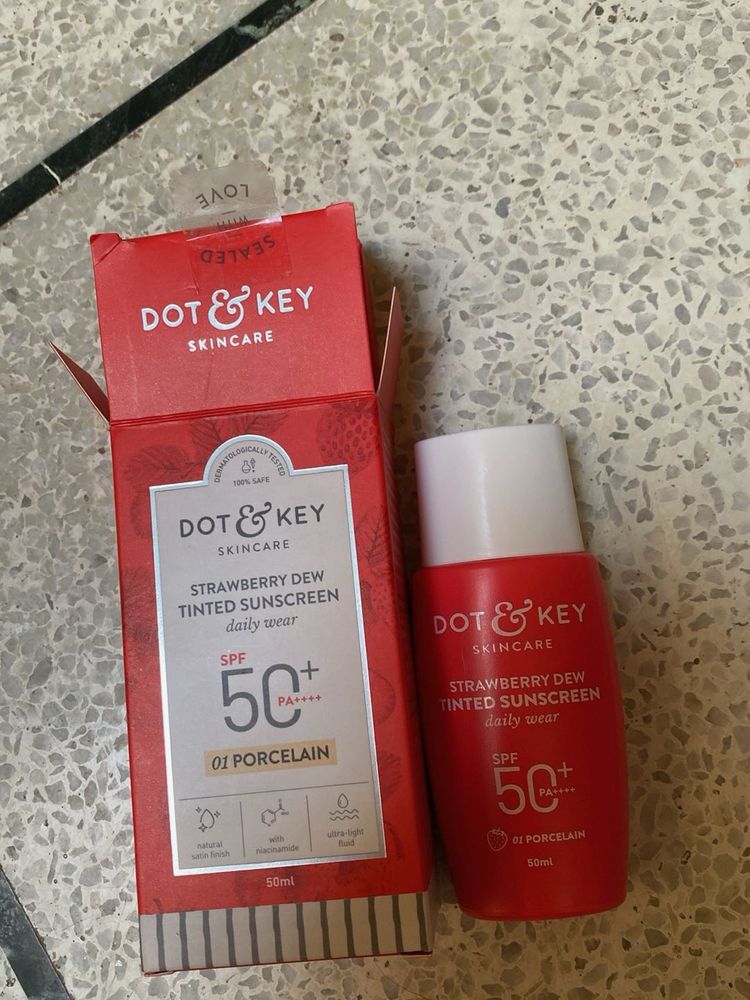 SEALED
WITH
LOVE
DOT & KEY
SKINCARE
DERMATOLOGICALLY TESTED
100% SAFE
DOT & KEY
SKINCARE
STRAWBERRY DEW
TINTED SUNSCREEN
daily wear
SPF
50+
PA++++
01 PORCELAIN
natural
satin finish
with
niacinamide
ultra-light
fluid
50ml
DOT & KEY
SKINCARE
STRAWBERRY DEW
TINTED SUNSCREEN
daily wear
SPF
50+
PA++++
01 PORCELAIN
50ml